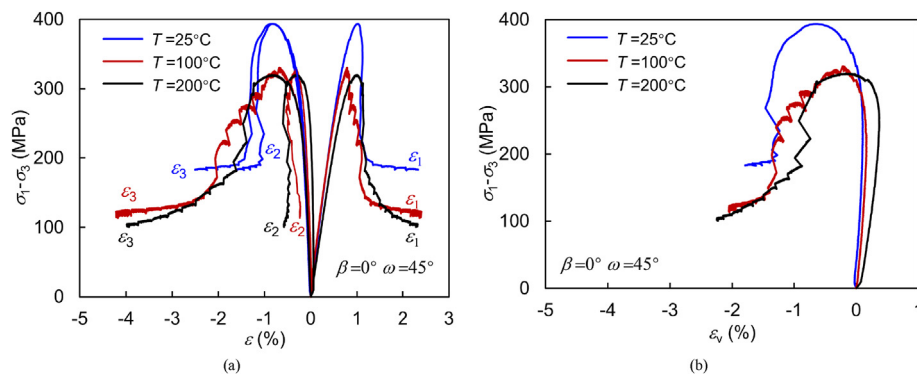 400
300
200
100
0
σ₁-σ₃ (MPa)
T =25°C
T =100°C
T =200°C
ε₃
ε₂
ε₁
ε₃
ε₁
ε₃
ε₂
ε₂
ε₁
β=0° ω=45°
-5 -4 -3 -2 -1 0 1 2 3
ε (%)
(a)
400
300
200
100
0
σ₁-σ₃ (MPa)
T =25°C
T =100°C
T =200°C
β=0° ω=45°
-5 -4 -3 -2 -1 0 1
εᵥ (%)
(b)